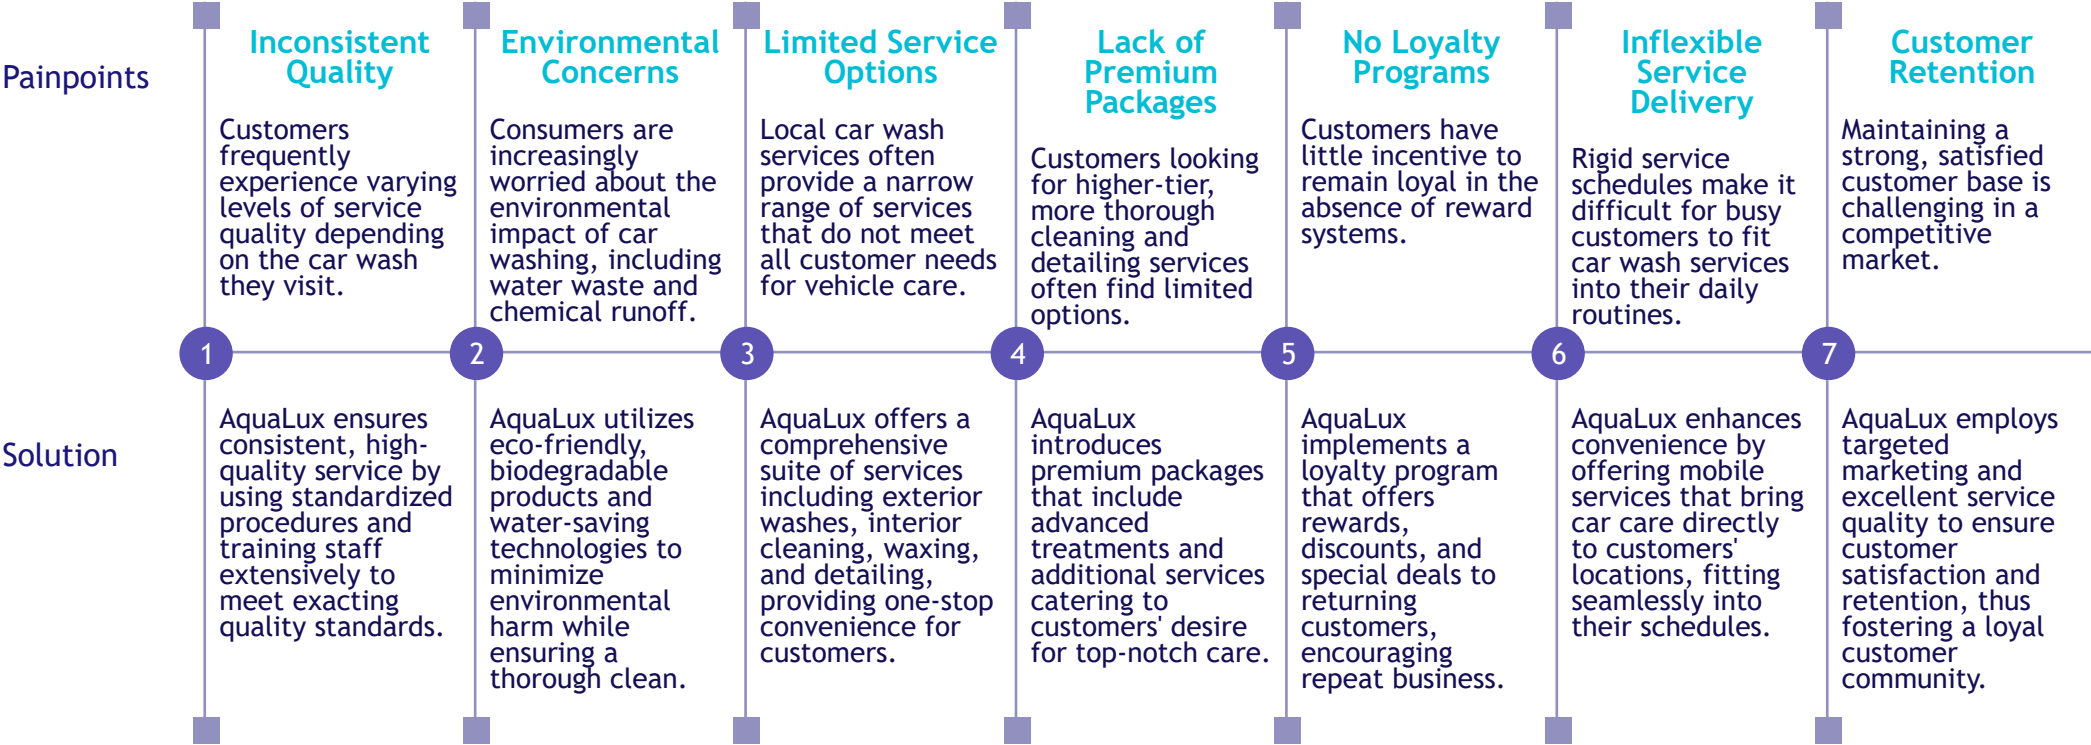 Painpoints
Inconsistent
Quality
Customers
frequently
experience varying
levels of service
quality depending
on the car wash
they visit.
Environmental
Concerns
Consumers are
increasingly
worried about the
environmental
impact of car
washing, including
water waste and
chemical runoff.
Limited Service
Options
Local car wash
services often
provide a narrow
range of services
that do not meet
all customer needs
for vehicle care.
Lack of
Premium
Packages
Customers looking
for higher-tier,
more thorough
cleaning and
detailing services
often find limited
options.
No Loyalty
Programs
Customers have
little incentive to
remain loyal in the
absence of reward
systems.
Inflexible
Service
Delivery
Rigid service
schedules make it
difficult for busy
customers to fit
car wash services
into their daily
routines.
Customer
Retention
Maintaining a
strong, satisfied
customer base is
challenging in a
competitive
market.
1
2
3
4
5
6
7
Solution
AquaLux ensures
consistent, high-
quality service by
using standardized
procedures and
training staff
extensively to
meet exacting
quality standards.
AquaLux utilizes
eco-friendly,
biodegradable
products and
water-saving
technologies to
minimize
environmental
harm while
ensuring a
thorough clean.
AquaLux offers a
comprehensive
suite of services
including exterior
washes, interior
cleaning, waxing,
and detailing,
providing one-stop
convenience for
customers.
AquaLux
introduces
premium packages
that include
advanced
treatments and
additional services
catering to
customers' desire
for top-notch care.
AquaLux
implements a
loyalty program
that offers
rewards,
discounts, and
special deals to
returning
customers,
encouraging
repeat business.
AquaLux enhances
convenience by
offering mobile
services that bring
car care directly
to customers'
locations, fitting
seamlessly into
their schedules.
AquaLux employs
targeted
marketing and
excellent service
quality to ensure
customer
satisfaction and
retention, thus
fostering a loyal
customer
community.